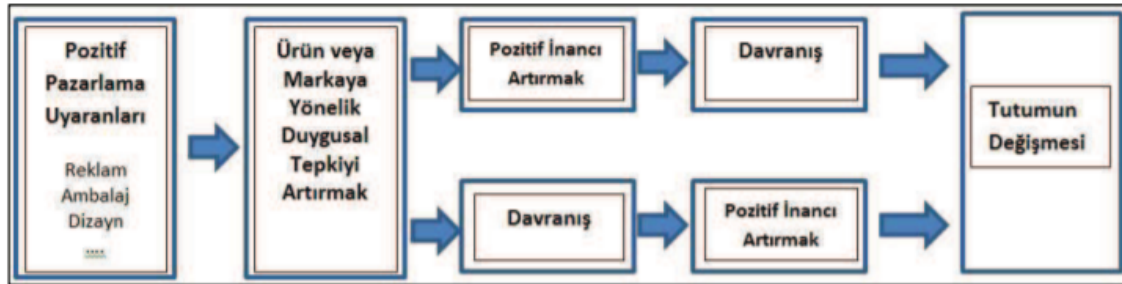 Pozitif
Pazarlama
Uyaranları
Reklam
Ambalaj
Dizayn
....
Ürün veya
Markaya
Yönelik
Duygusal
Tepkiyi
Artırmak
Pozitif İnancı
Artırmak
Davranış
Davranış
Pozitif İnancı
Artırmak
Tutumun
Değişmesi